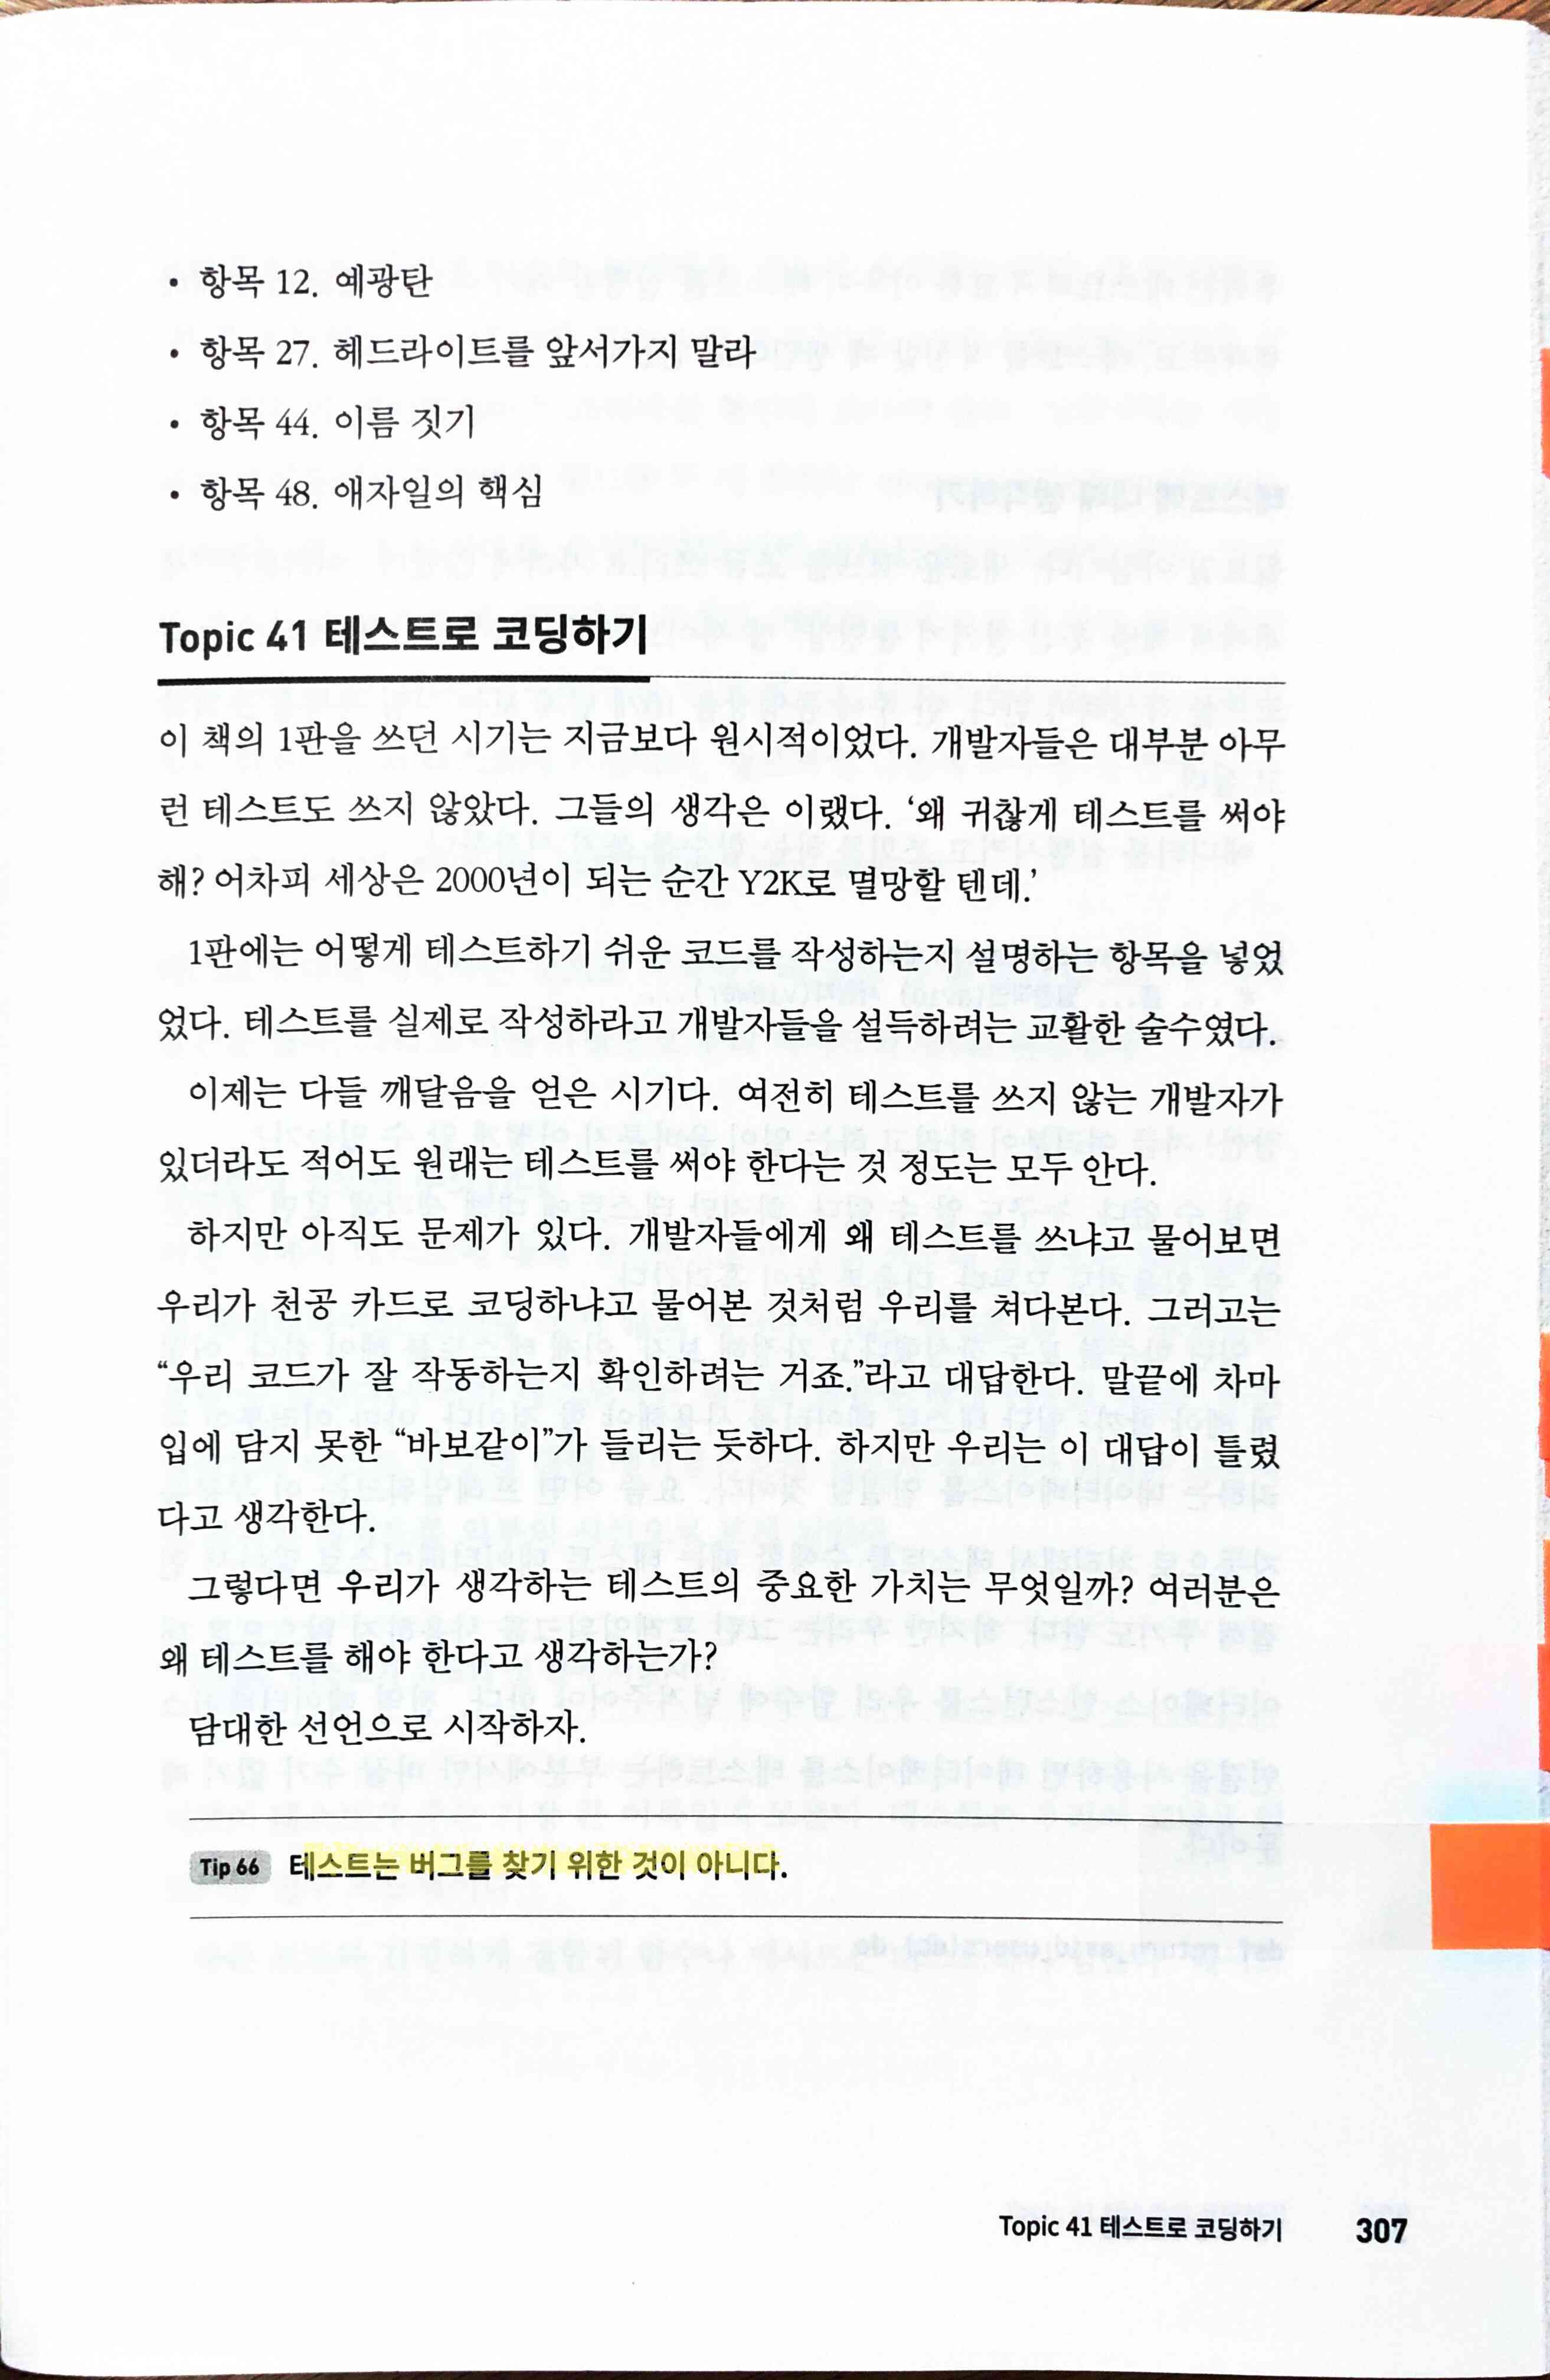 • 항목 12. 예광탄
• 항목 27. 헤드라이트를 앞서가지 말라
• 항목 44. 이름 짓기
• 항목 48. 애자일의 핵심
Topic 41 테스트로 코딩하기
이 책의 1판을 쓰던 시기는 지금보다 원시적이었다. 개발자들은 대부분 아무
런 테스트도 쓰지 않았다. 그들의 생각은 이랬다. ‘왜 귀찮게 테스트를 써야
해? 어차피 세상은 2000년이 되는 순간 Y2K로 멸망할 텐데.’
1판에는 어떻게 테스트하기 쉬운 코드를 작성하는지 설명하는 항목을 넣었
었다. 테스트를 실제로 작성하라고 개발자들을 설득하려는 교활한 술수였다.
이제는 다들 깨달음을 얻은 시기다. 여전히 테스트를 쓰지 않는 개발자가
있더라도 적어도 원래는 테스트를 써야 한다는 것 정도는 모두 안다.
하지만 아직도 문제가 있다. 개발자들에게 왜 테스트를 쓰냐고 물어보면
우리가 천공 카드로 코딩하냐고 물어본 것처럼 우리를 쳐다본다. 그러고는
“우리 코드가 잘 작동하는지 확인하려는 거죠.”라고 대답한다. 말끝에 차마
입에 담지 못한 “바보같이”가 들리는 듯하다. 하지만 우리는 이 대답이 틀렸
다고 생각한다.
그렇다면 우리가 생각하는 테스트의 중요한 가치는 무엇일까? 여러분은
왜 테스트를 해야 한다고 생각하는가?
담대한 선언으로 시작하자.
Tip 66 테스트는 버그를 찾기 위한 것이 아니다.
Topic 41 테스트로 코딩하기 307